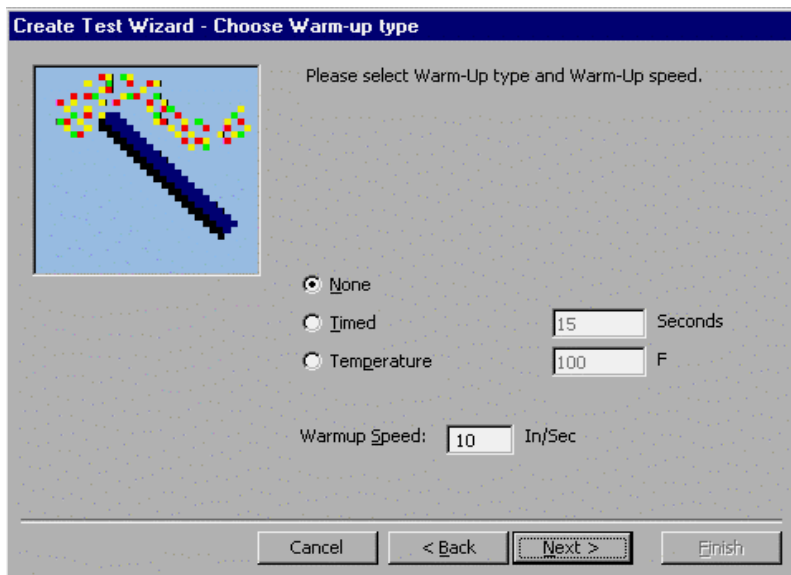 Create Test Wizard - Choose Warm-up type
Please select Warm-Up type and Warm-Up speed.
None
Timed 15 Seconds
Temperature 100 F
Warmup Speed: 10 In/Sec
Cancel < Back Next > Finish